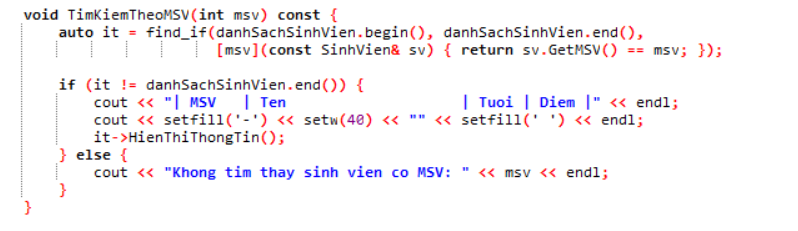 void TimKiemTheoMSV(int msv) const {
    auto it = find_if(danhSachSinhVien.begin(), danhSachSinhVien.end(),
                      [msv](const SinhVien& sv) { return sv.GetMSV() == msv; });

    if (it != danhSachSinhVien.end()) {
        cout << "| MSV   | Ten                    | Tuoi | Diem |" << endl;
        cout << setfill('-') << setw(40) << "" << setfill(' ') << endl;
        it->HienThiThongTin();
    } else {
        cout << "Khong tim thay sinh vien co MSV: " << msv << endl;
    }
}